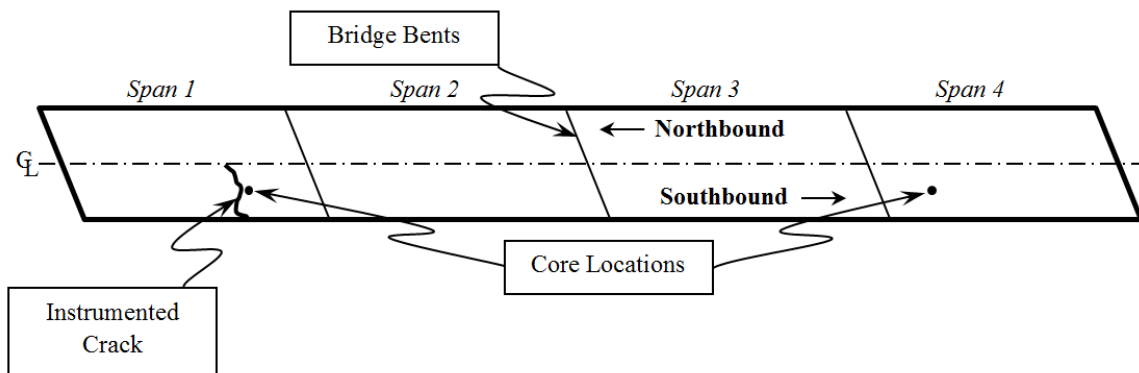 Bridge Bents
Span 1 Span 2 Span 3 Span 4
Northbound
CL
Southbound
Core Locations
Instrumented
Crack